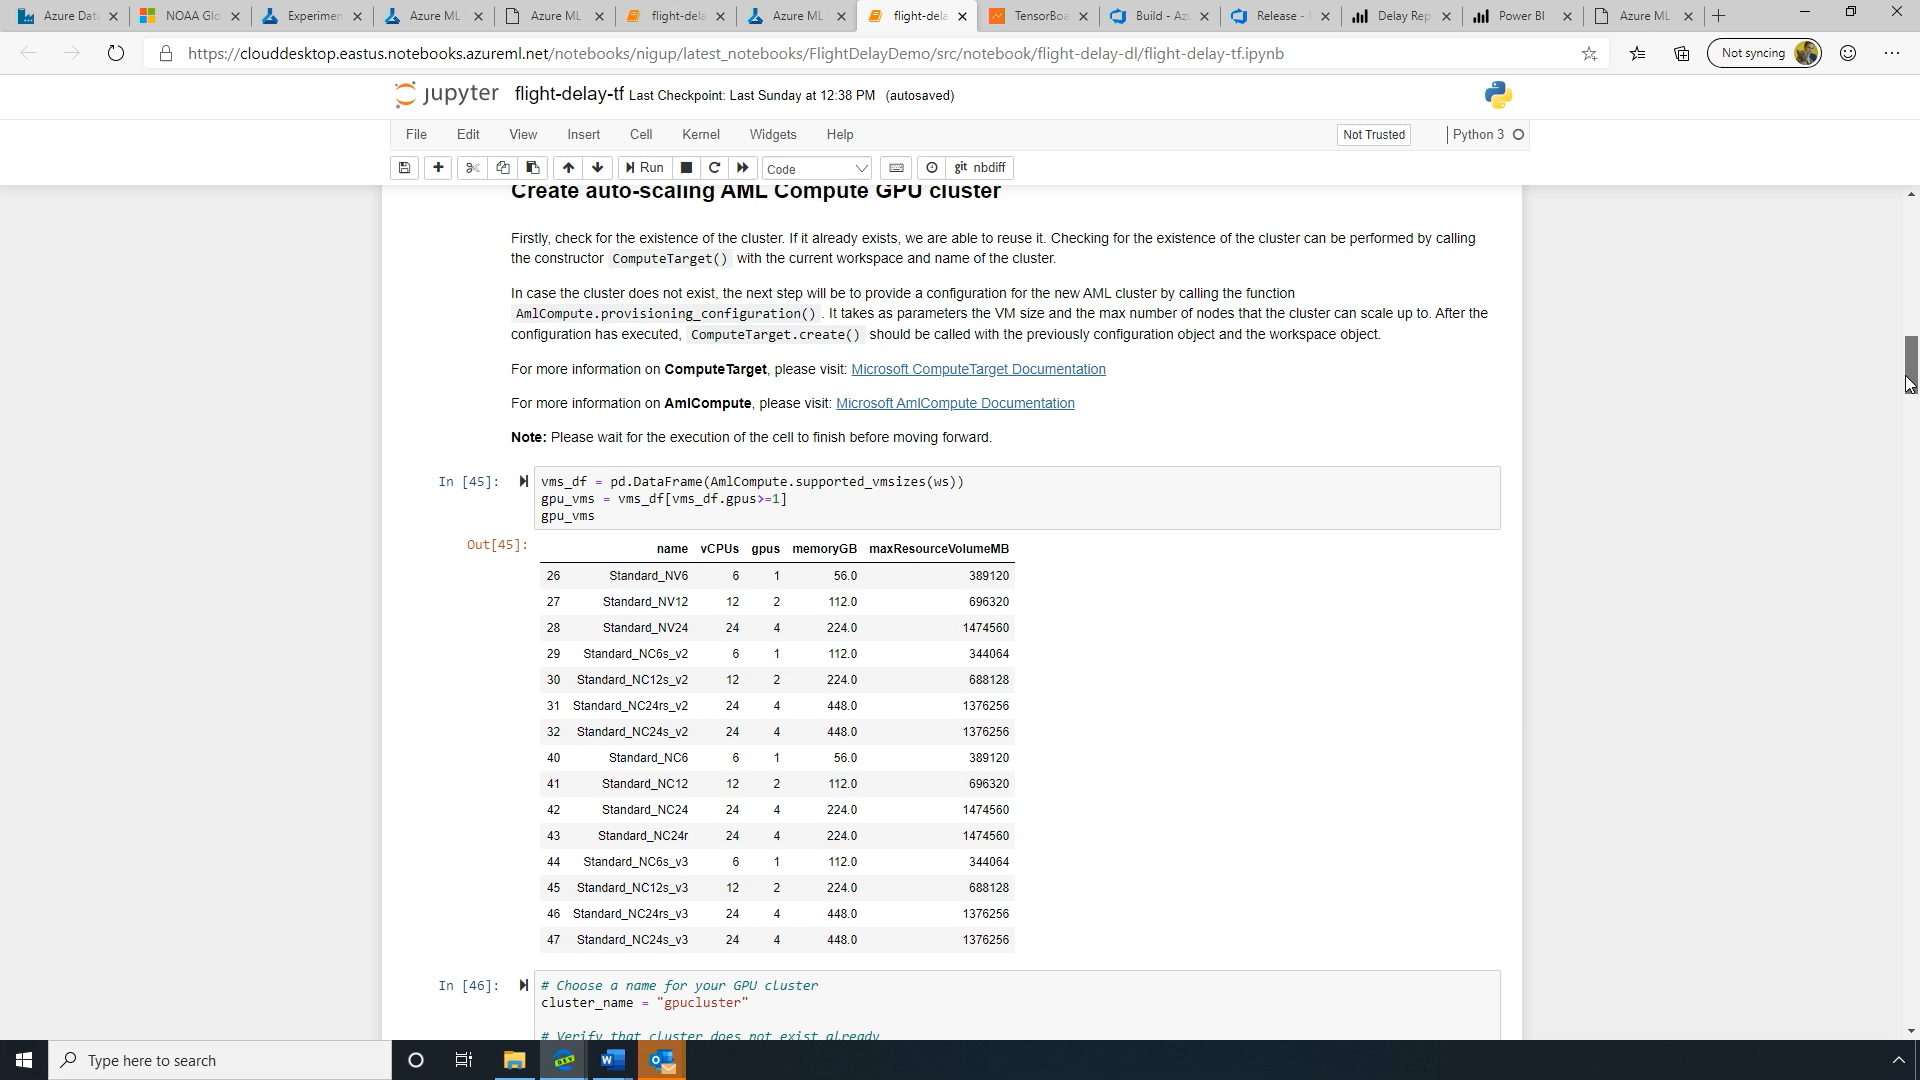 Azure Dat
NOAA Glo
Experimen
Azure ML
Azure ML
flight-dela
Azure ML
flight-dela
TensorBoa
Build - Az
Release -
Delay Rep
Power BI
Azure ML
https://clouddesktop.eastus.notebooks.azureml.net/notebooks/nigup/latest_notebooks/FlightDelayDemo/src/notebook/flight-delay-dl/flight-delay-tf.ipynb
Not syncing
jupyter flight-delay-tf Last Checkpoint: Last Sunday at 12:38 PM (autosaved)
File Edit View Insert Cell Kernel Widgets Help
Not Trusted
Python 3
Run
Code
git nbdiff
Create auto-scaling AML Compute GPU cluster
Firstly, check for the existence of the cluster. If it already exists, we are able to reuse it. Checking for the existence of the cluster can be performed by calling
the constructor ComputeTarget() with the current workspace and name of the cluster.
In case the cluster does not exist, the next step will be to provide a configuration for the new AML cluster by calling the function
AmlCompute.provisioning_configuration() . It takes as parameters the VM size and the max number of nodes that the cluster can scale up to. After the
configuration has executed, ComputeTarget.create() should be called with the previously configuration object and the workspace object.
For more information on ComputeTarget, please visit: Microsoft ComputeTarget Documentation
For more information on AmlCompute, please visit: Microsoft AmlCompute Documentation
Note: Please wait for the execution of the cell to finish before moving forward.
In [45]:
vms_df = pd.DataFrame(AmlCompute.supported_vmsizes(ws))
gpu_vms = vms_df[vms_df.gpus>=1]
gpu_vms
Out[45]:
name vCPUs gpus memoryGB maxResourceVolumeMB
26 Standard_NV6 6 1 56.0 389120
27 Standard_NV12 12 2 112.0 696320
28 Standard_NV24 24 4 224.0 1474560
29 Standard_NC6s_v2 6 1 112.0 344064
30 Standard_NC12s_v2 12 2 224.0 688128
31 Standard_NC24rs_v2 24 4 448.0 1376256
32 Standard_NC24s_v2 24 4 448.0 1376256
40 Standard_NC6 6 1 56.0 389120
41 Standard_NC12 12 2 112.0 696320
42 Standard_NC24 24 4 224.0 1474560
43 Standard_NC24r 24 4 224.0 1474560
44 Standard_NC6s_v3 6 1 112.0 344064
45 Standard_NC12s_v3 12 2 224.0 688128
46 Standard_NC24rs_v3 24 4 448.0 1376256
47 Standard_NC24s_v3 24 4 448.0 1376256
In [46]:
# Choose a name for your GPU cluster
cluster_name = "gpucluster"
# Verify that cluster does not exist already
Type here to search